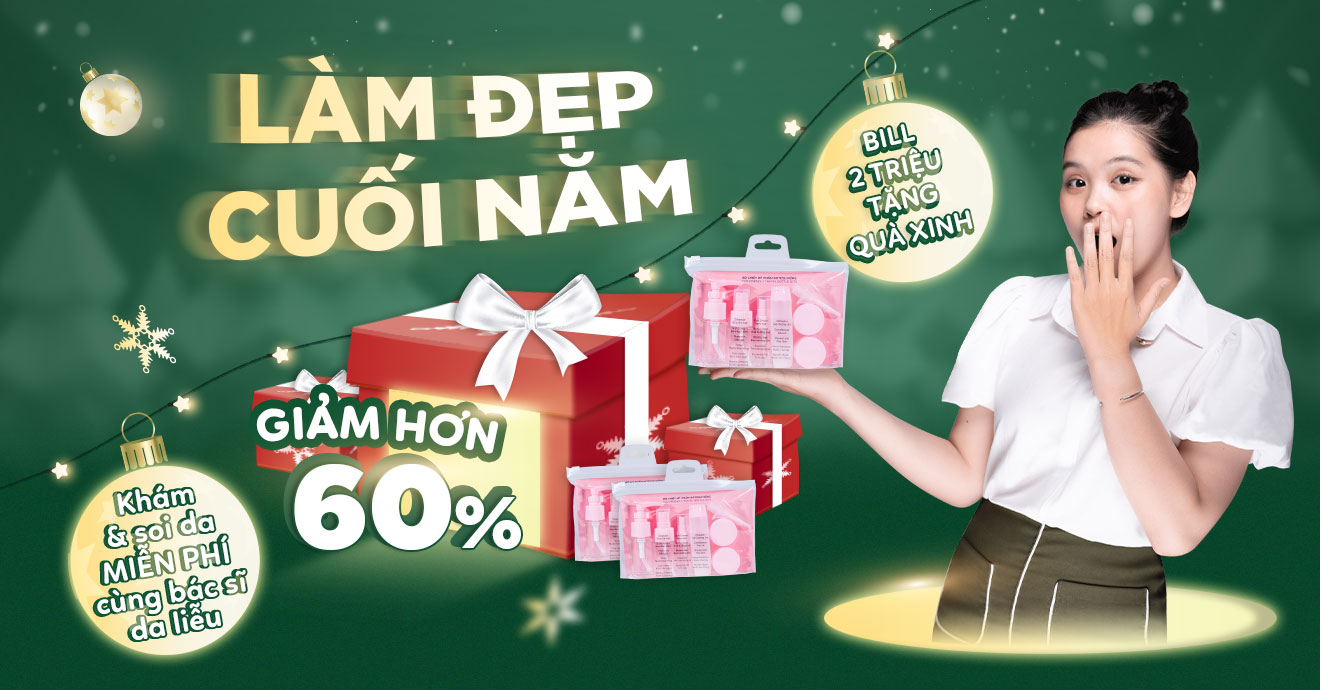 LÀM ĐẸP
CUỐI NĂM
BILL
2 TRIỆU
TẶNG
QUÀ XINH
GIẢM HƠN
60%
Khám
& soi da
MIỄN PHÍ
cùng bác sĩ
da liễu